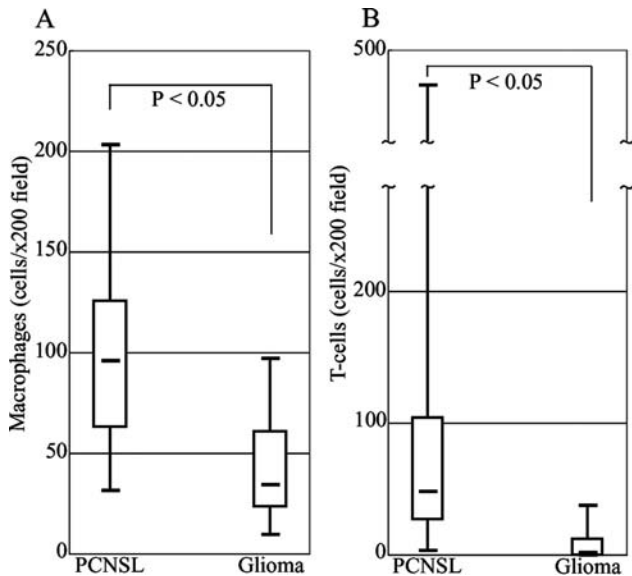 A
Macrophages (cells/x200 field)
250
200
150
100
50
0
P < 0.05
PCNSL Glioma
B
T-cells (cells/x200 field)
500
200
100
0
P < 0.05
PCNSL Glioma